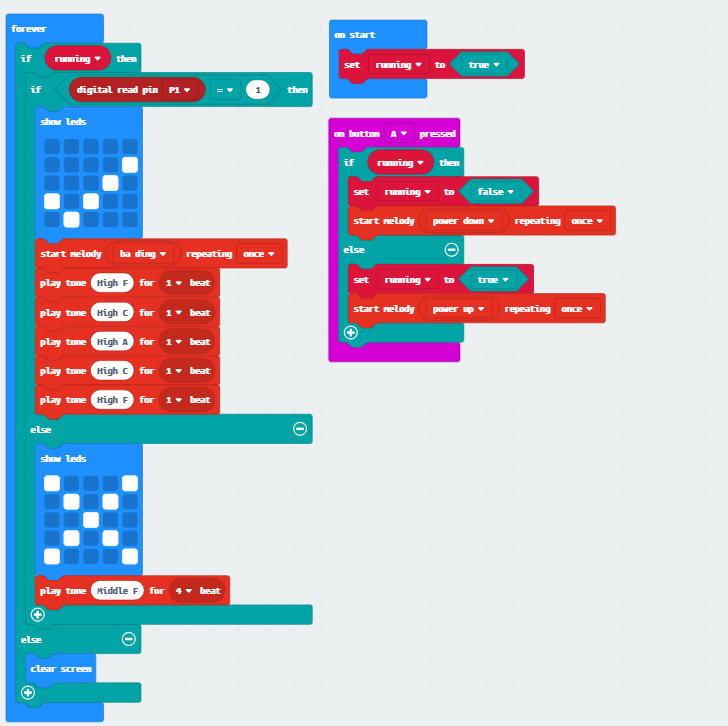 forever
if running then
if digital read pin P1 = 1 then
show leds
start melody ba ding repeating once
play tone High F for 1 beat
play tone High C for 1 beat
play tone High A for 1 beat
play tone High C for 1 beat
play tone High F for 1 beat
else
show leds
play tone Middle F for 4 beat
else
clear screen
on start
set running to true
on button A pressed
if running then
set running to false
start melody power down repeating once
else
set running to true
start melody power up repeating once